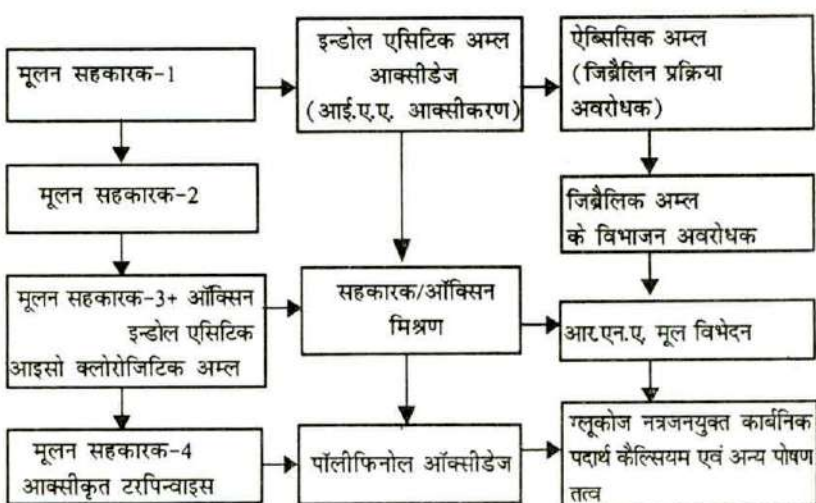 मूलन सहकारक-1
इन्डोल एसिटिक अम्ल
आक्सीडेज
(आई.ए.ए. आक्सीकरण)
ऐब्सिसिक अम्ल
(जिब्रैलिन प्रक्रिया
अवरोधक)
मूलन सहकारक-2
जिब्रैलिक अम्ल
के विभाजन अवरोधक
मूलन सहकारक-3+ ऑक्सिन
इन्डोल एसिटिक
आइसो क्लोरोजिटिक अम्ल
सहकारक/ऑक्सिन
मिश्रण
आर.एन.ए. मूल विभेदन
मूलन सहकारक-4
आक्सीकृत टरपिन्वाइस
पॉलीफिनोल ऑक्सीडेज
ग्लूकोज नत्रजनयुक्त कार्बनिक
पदार्थ कैल्सियम एवं अन्य पोषण
तत्व